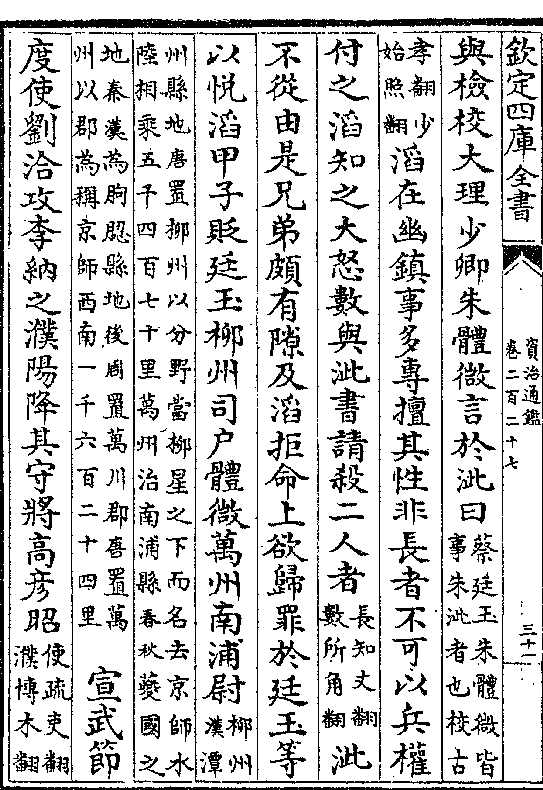 欽定四庫全書
資治通鑑
卷二百二十七
三十一
與檢校大理少卿朱體微言於泚曰蔡廷玉朱體微皆
事朱泚者也校古
孝翻少
始照翻滔在幽鎮事多專擅其性非長者不可以兵權
付之滔知之大怒數與泚書請殺二人者長知丈翻
數所角翻泚
不從由是兄弟頗有隙及滔拒命上欲歸罪於廷玉等
以悅滔甲子貶廷玉柳州司户體微萬州南浦尉柳州
漢潭
州縣地唐置柳州以分野當柳星之下而名去京師水
陸相乘五千四百七十里萬州治南浦縣春秋夔國之
地秦漢為朐䏰縣地後周置萬川郡唐置萬
州以郡為稱京師西南一千六百二十四里宣武節
度使劉洽攻李納之濮陽降其守將高彦昭使疏吏翻
濮博木翻